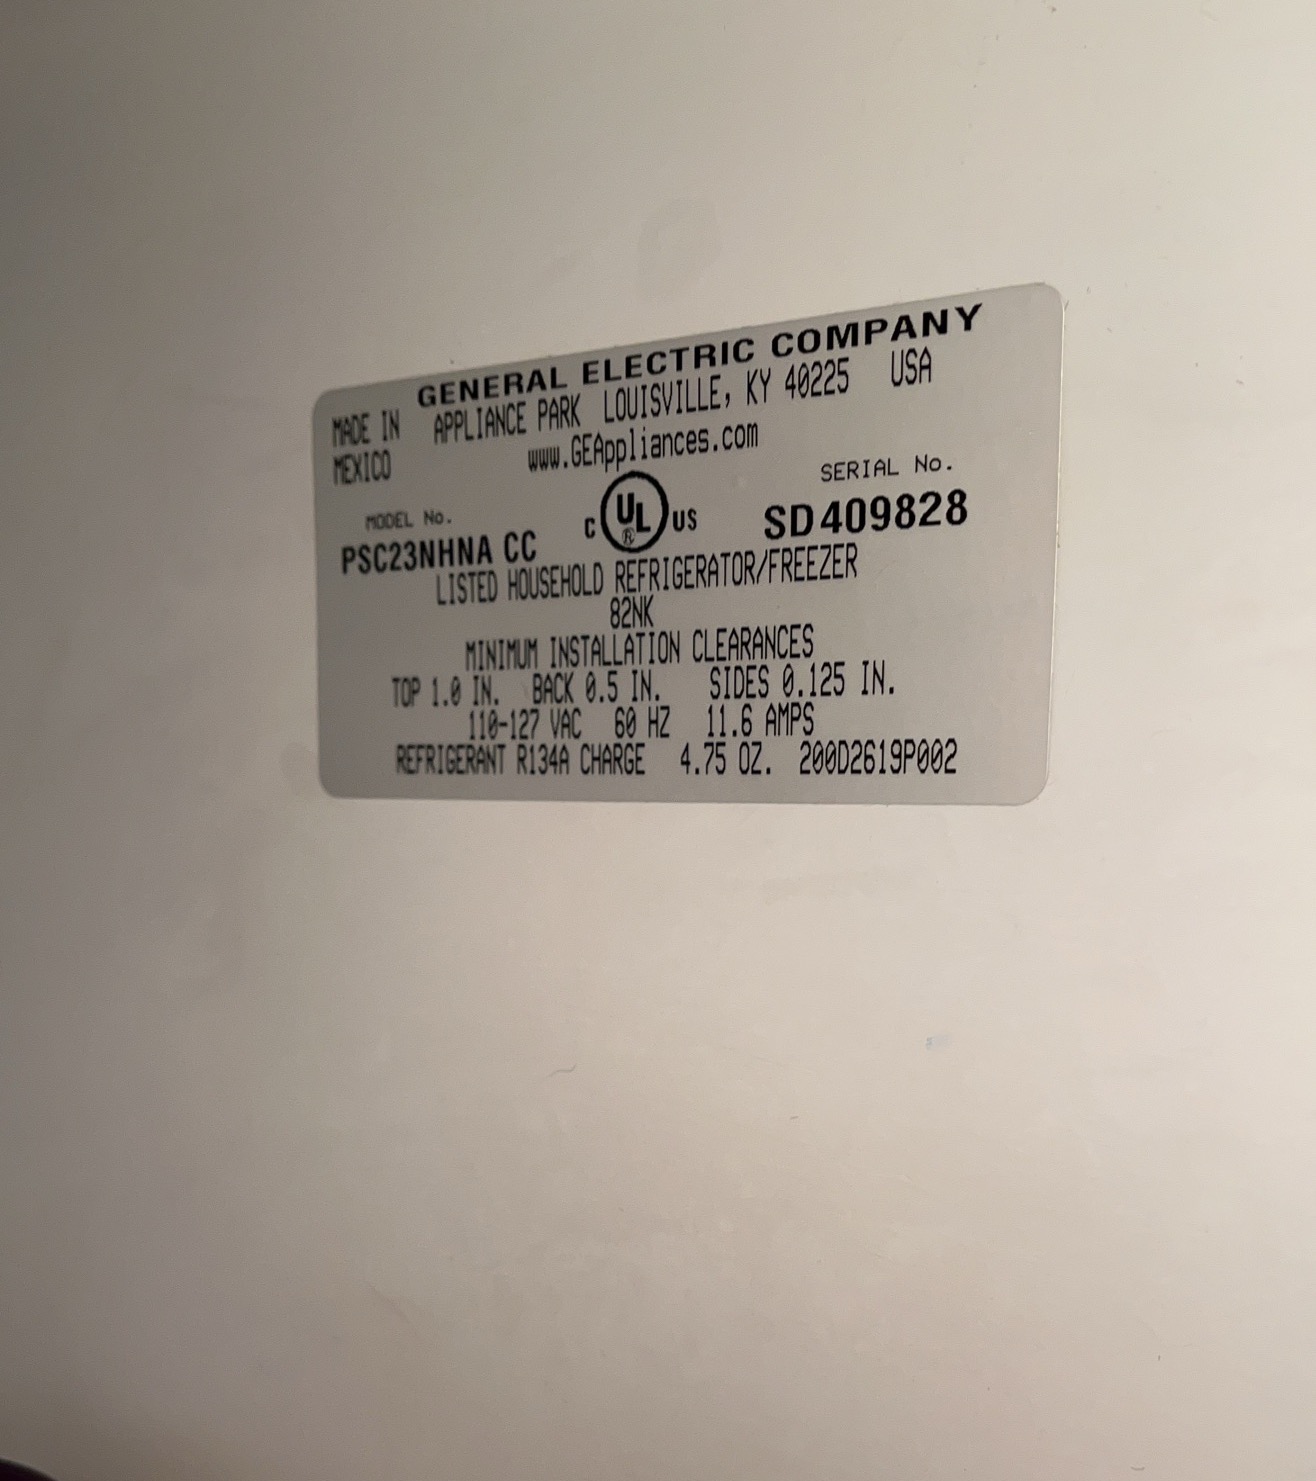 GENERAL ELECTRIC COMPANY
MADE IN APPLIANCE PARK LOUISVILLE, KY 40225 USA
MEXICO www.GEAppliances.com
MODEL No. SERIAL No.
PSC23NHNA CC C UL ® US SD409828
LISTED HOUSEHOLD REFRIGERATOR/FREEZER
82NK
MINIMUM INSTALLATION CLEARANCES
TOP 1.0 IN. BACK 0.5 IN. SIDES 0.125 IN.
110-127 VAC 60 HZ 11.6 AMPS
REFRIGERANT R134A CHARGE 4.75 OZ. 200D2619P002